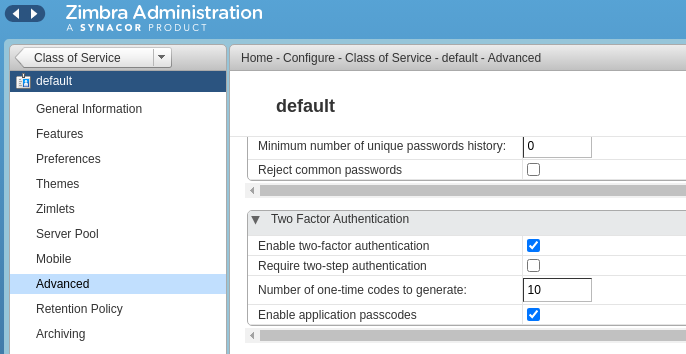 Zimbra Administration
A SYNACOR PRODUCT
Class of Service
Home - Configure - Class of Service - default - Advanced
default
General Information
Features
Preferences
Themes
Zimlets
Server Pool
Mobile
Advanced
Retention Policy
Archiving
default
Minimum number of unique passwords history: 0
Reject common passwords
Two Factor Authentication
Enable two-factor authentication
Require two-step authentication
Number of one-time codes to generate: 10
Enable application passcodes